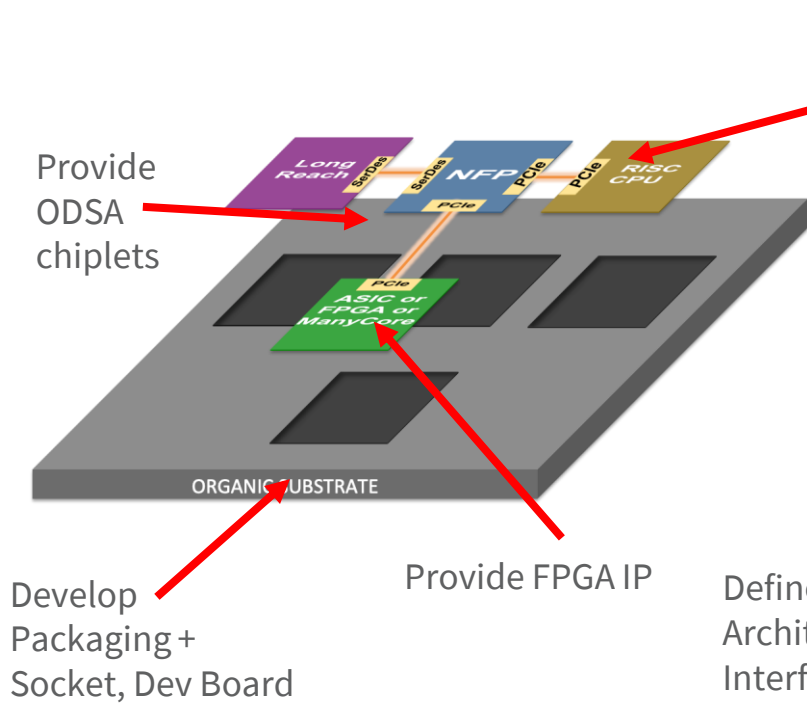 Provide
ODSA
chiplets
Long
Reach
SerDes
SerDes
NFP
PCIe
PCIe
PCIe
RISC
CPU
PCIe
ASIC or
FPGA or
ManyCore
ORGANIC SUBSTRATE
Develop
Packaging +
Socket, Dev Board
Provide FPGA IP